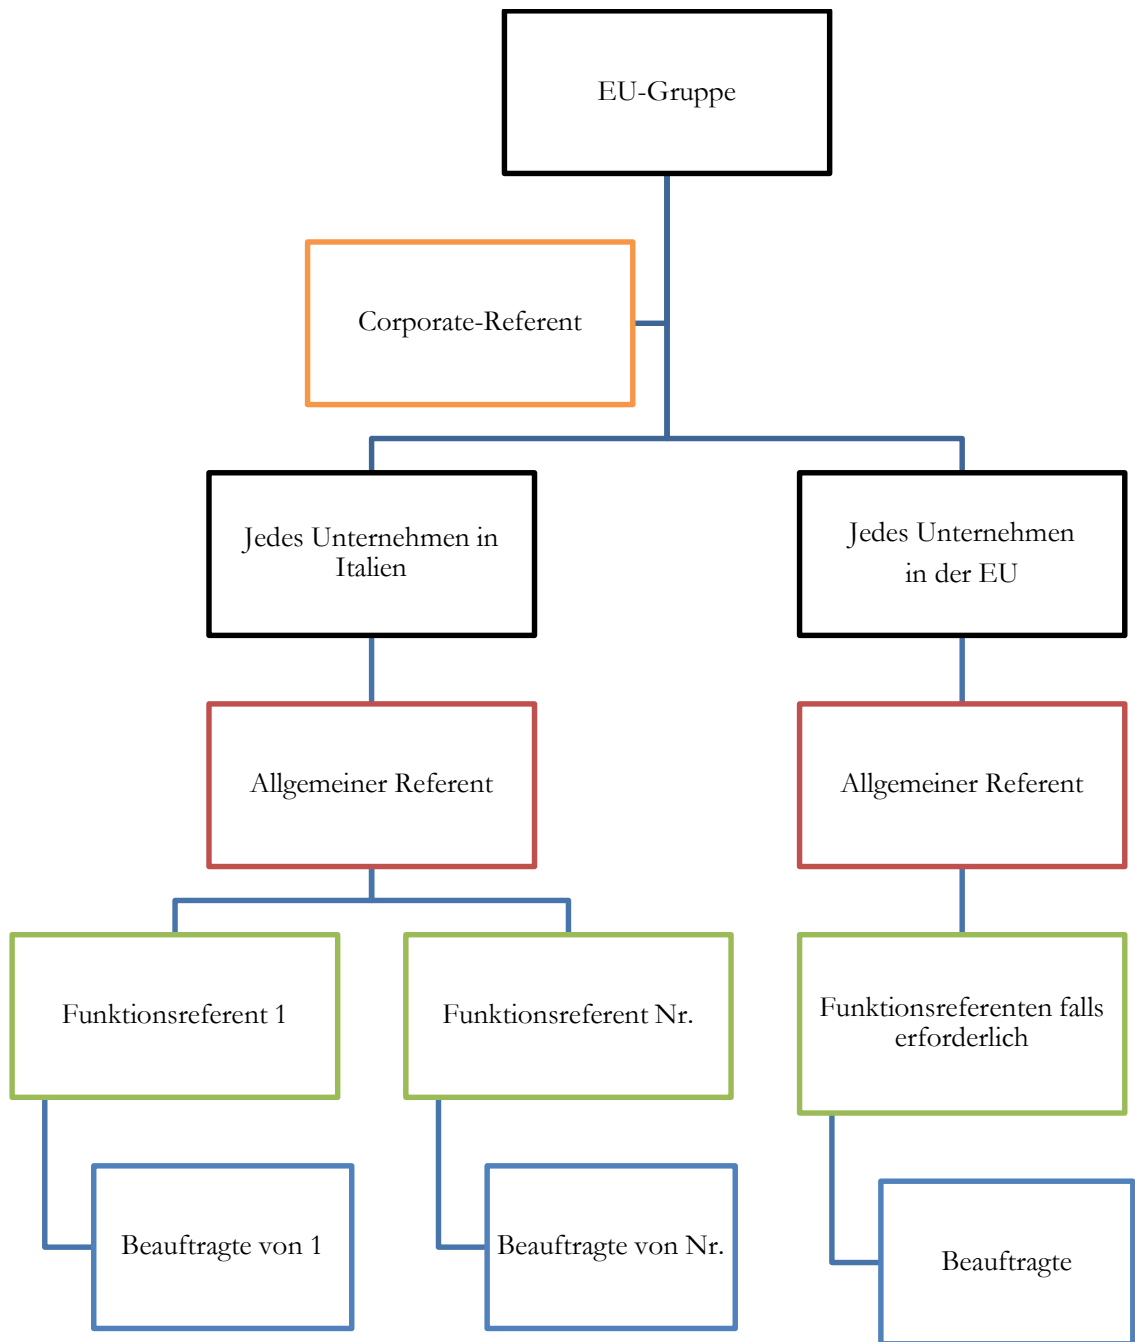 EU-Gruppe
Corporate-Referent
Jedes Unternehmen in
Italien
Jedes Unternehmen
in der EU
Allgemeiner Referent
Allgemeiner Referent
Funktionsreferent 1
Funktionsreferent Nr.
Funktionsreferenten falls
erforderlich
Beauftragte von 1
Beauftragte von Nr.
Beauftragte